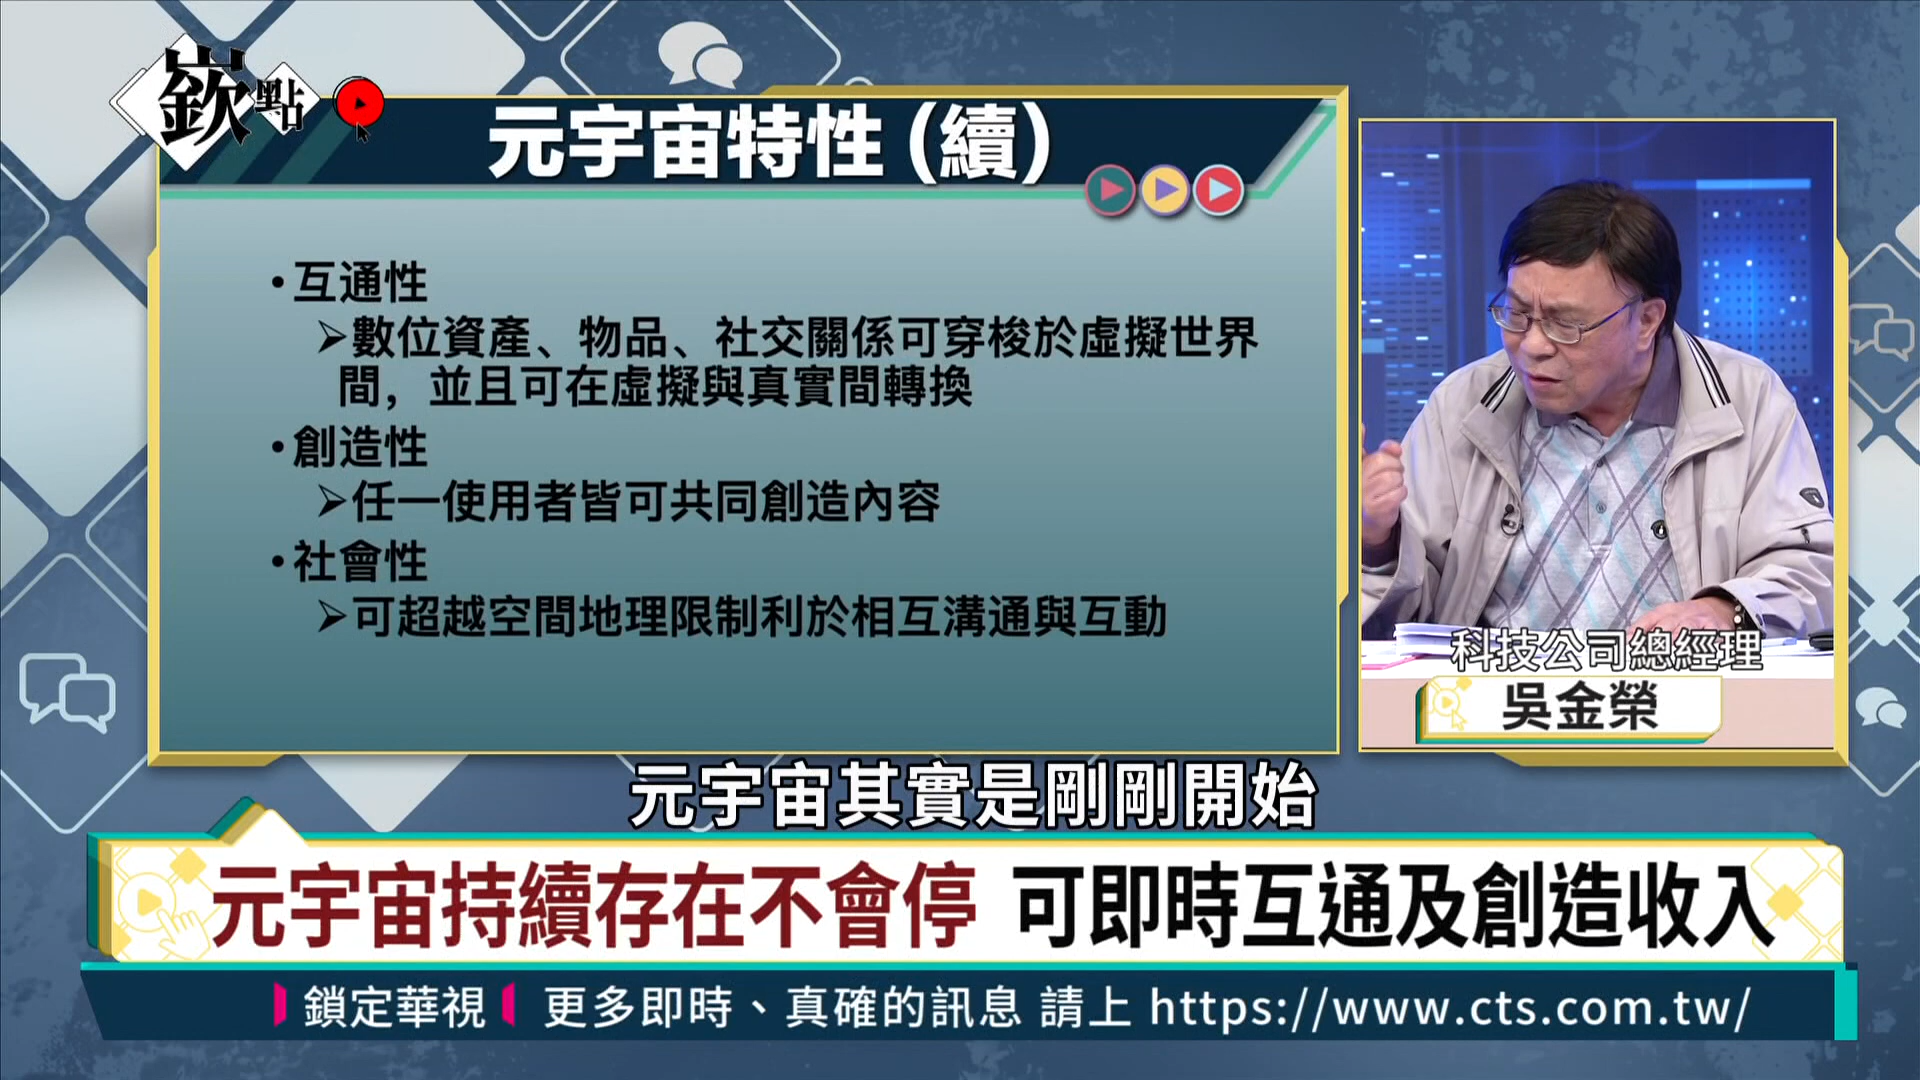 嶔點
元宇宙特性(續)
•互通性
➢數位資產、物品、社交關係可穿梭於虛擬世界
間，並且可在虛擬與真實間轉換
•創造性
➢任一使用者皆可共同創造內容
•社會性
➢可超越空間地理限制利於相互溝通與互動
科技公司總經理
吳金榮
元宇宙其實是剛剛開始
元宇宙持續存在不會停 可即時互通及創造收入
鎖定華視 更多即時、真確的訊息 請上 https://www.cts.com.tw/